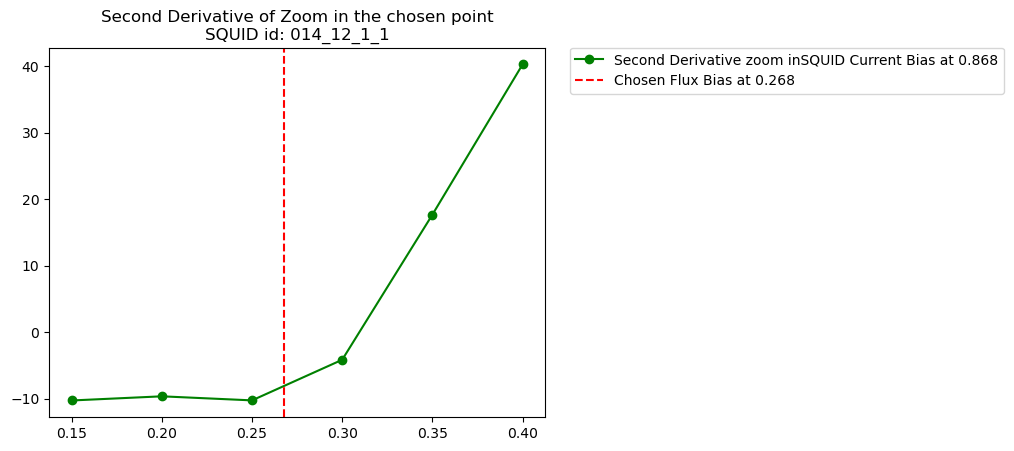 Second Derivative of Zoom in the chosen point
SQUID id: 014_12_1_1
Second Derivative zoom inSQUID Current Bias at 0.868
Chosen Flux Bias at 0.268
40
30
20
10
0
−10
0.15 0.20 0.25 0.30 0.35 0.40